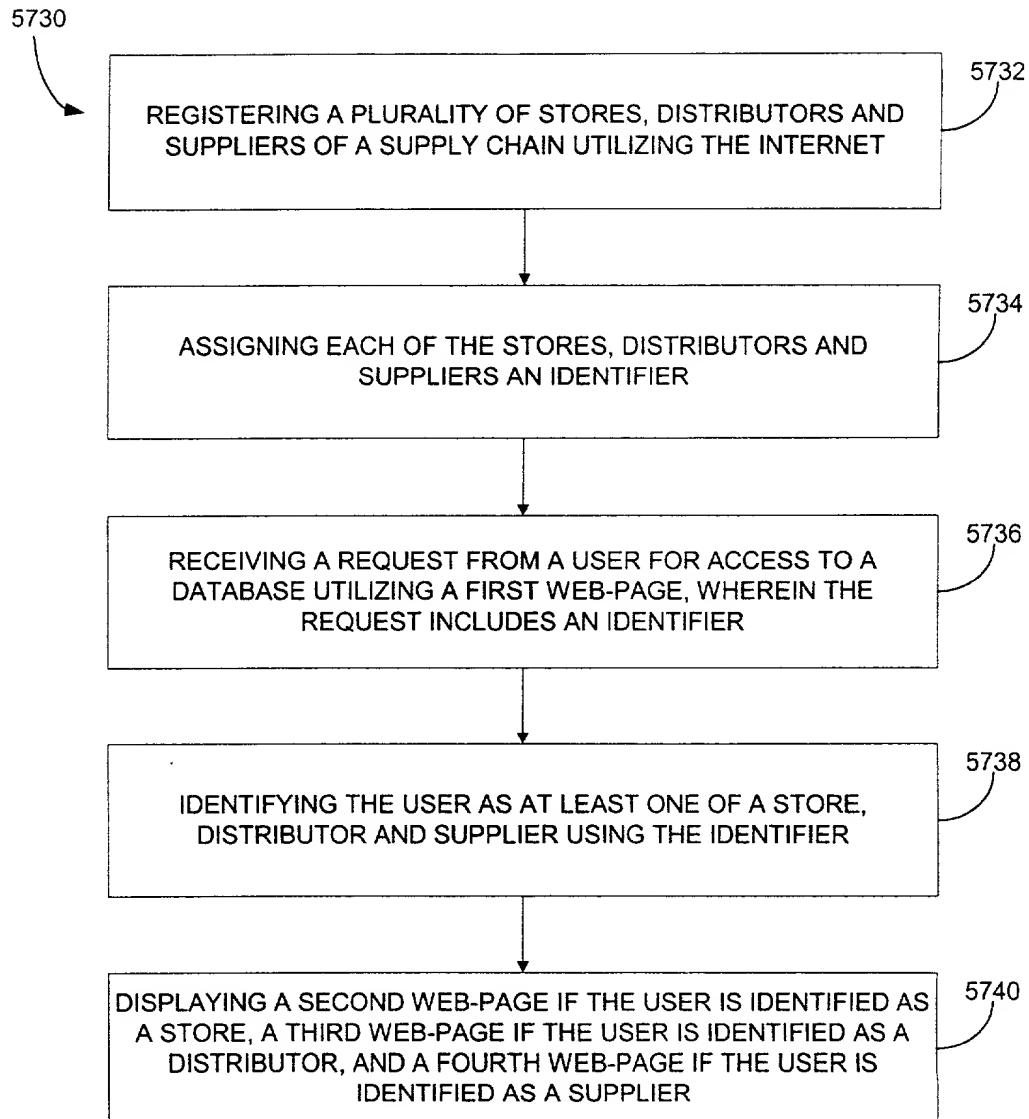 5730
5732
REGISTERING A PLURALITY OF STORES, DISTRIBUTORS AND
SUPPLIERS OF A SUPPLY CHAIN UTILIZING THE INTERNET
5734
ASSIGNING EACH OF THE STORES, DISTRIBUTORS AND
SUPPLIERS AN IDENTIFIER
5736
RECEIVING A REQUEST FROM A USER FOR ACCESS TO A
DATABASE UTILIZING A FIRST WEB-PAGE, WHEREIN THE
REQUEST INCLUDES AN IDENTIFIER
5738
IDENTIFYING THE USER AS AT LEAST ONE OF A STORE,
DISTRIBUTOR AND SUPPLIER USING THE IDENTIFIER
5740
DISPLAYING A SECOND WEB-PAGE IF THE USER IS IDENTIFIED AS
A STORE, A THIRD WEB-PAGE IF THE USER IS IDENTIFIED AS A
DISTRIBUTOR, AND A FOURTH WEB-PAGE IF THE USER IS
IDENTIFIED AS A SUPPLIER